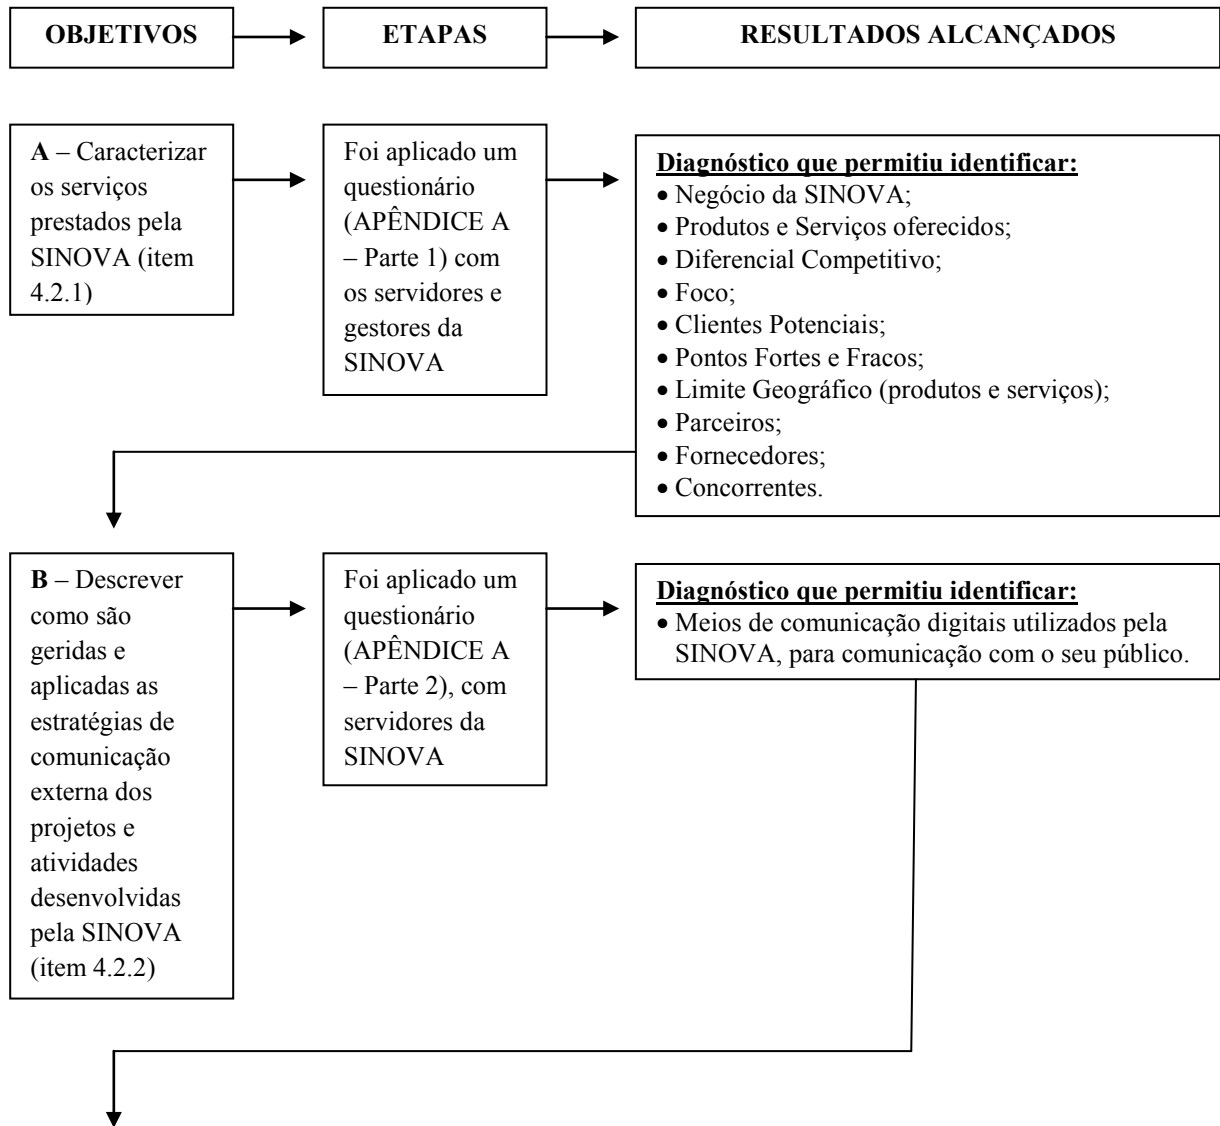 OBJETIVOS
ETAPAS
RESULTADOS ALCANÇADOS
A – Caracterizar
os serviços
prestados pela
SINOVA (item
4.2.1)
Foi aplicado um
questionário
(APÊNDICE A
– Parte 1) com
os servidores e
gestores da
SINOVA
Diagnóstico que permitiu identificar:
• Negócio da SINOVA;
• Produtos e Serviços oferecidos;
• Diferencial Competitivo;
• Foco;
• Clientes Potenciais;
• Pontos Fortes e Fracos;
• Limite Geográfico (produtos e serviços);
• Parceiros;
• Fornecedores;
• Concorrentes.
B – Descrever
como são
geridas e
aplicadas as
estratégias de
comunicação
externa dos
projetos e
atividades
desenvolvidas
pela SINOVA
(item 4.2.2)
Foi aplicado um
questionário
(APÊNDICE A
– Parte 2), com
servidores da
SINOVA
Diagnóstico que permitiu identificar:
• Meios de comunicação digitais utilizados pela
SINOVA, para comunicação com o seu público.